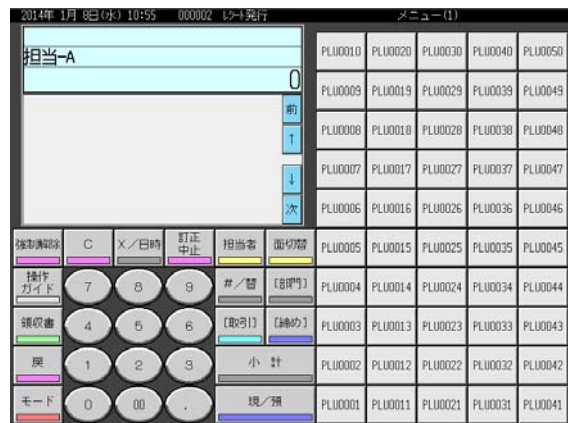 2014年 1月 8日(水) 10:55 000002 レシート発行 メニュー(1)
担当-A
0
前
↑
↓
次
強制解除 C ×/日時 訂正中止 担当者 面切替
操作ガイド 7 8 9 #/替 [部門]
領収書 4 5 6 [取引] [締め]
戻 1 2 3 小 計
モード 0 00 . 現/預
PLU0010 PLU0020 PLU0030 PLU0040 PLU0050
PLU0009 PLU0019 PLU0029 PLU0039 PLU0049
PLU0008 PLU0018 PLU0028 PLU0038 PLU0048
PLU0007 PLU0017 PLU0027 PLU0037 PLU0047
PLU0006 PLU0016 PLU0026 PLU0036 PLU0046
PLU0005 PLU0015 PLU0025 PLU0035 PLU0045
PLU0004 PLU0014 PLU0024 PLU0034 PLU0044
PLU0003 PLU0013 PLU0023 PLU0033 PLU0043
PLU0002 PLU0012 PLU0022 PLU0032 PLU0042
PLU0001 PLU0011 PLU0021 PLU0031 PLU0041